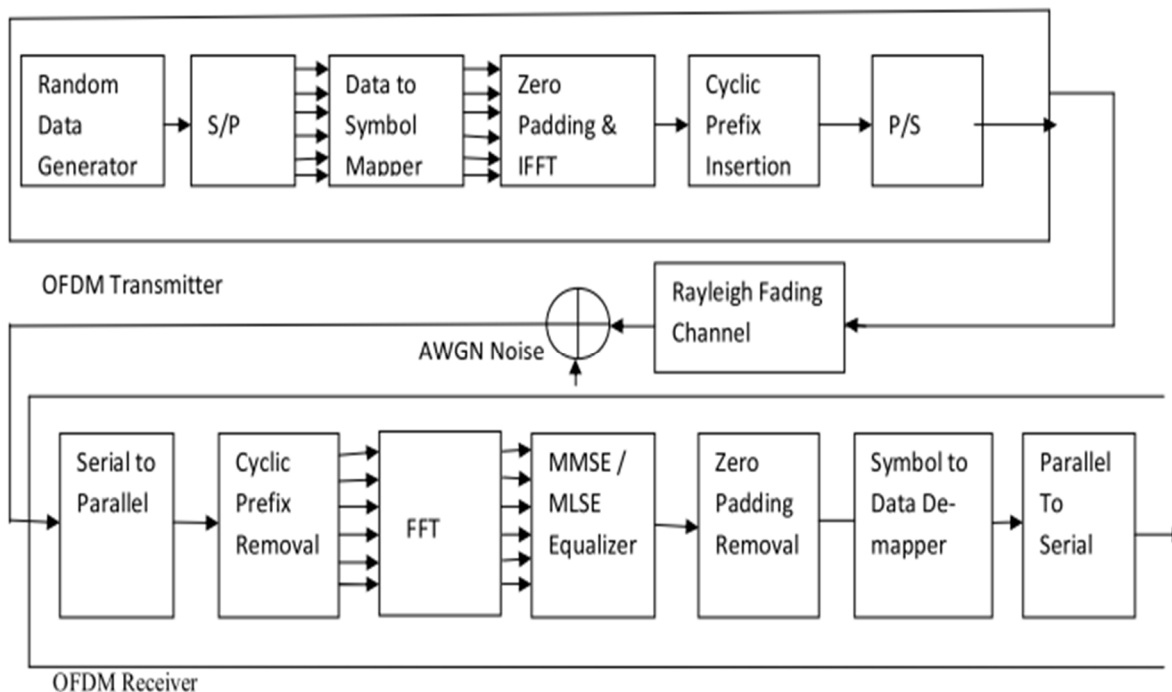 Random
Data
Generator
S/P
Data to
Symbol
Mapper
Zero
Padding &
IFFT
Cyclic
Prefix
Insertion
P/S
OFDM Transmitter
Rayleigh Fading
Channel
AWGN Noise
Serial to
Parallel
Cyclic
Prefix
Removal
FFT
MMSE /
MLSE
Equalizer
Zero
Padding
Removal
Symbol to
Data De-
mapper
Parallel
To
Serial
OFDM Receiver